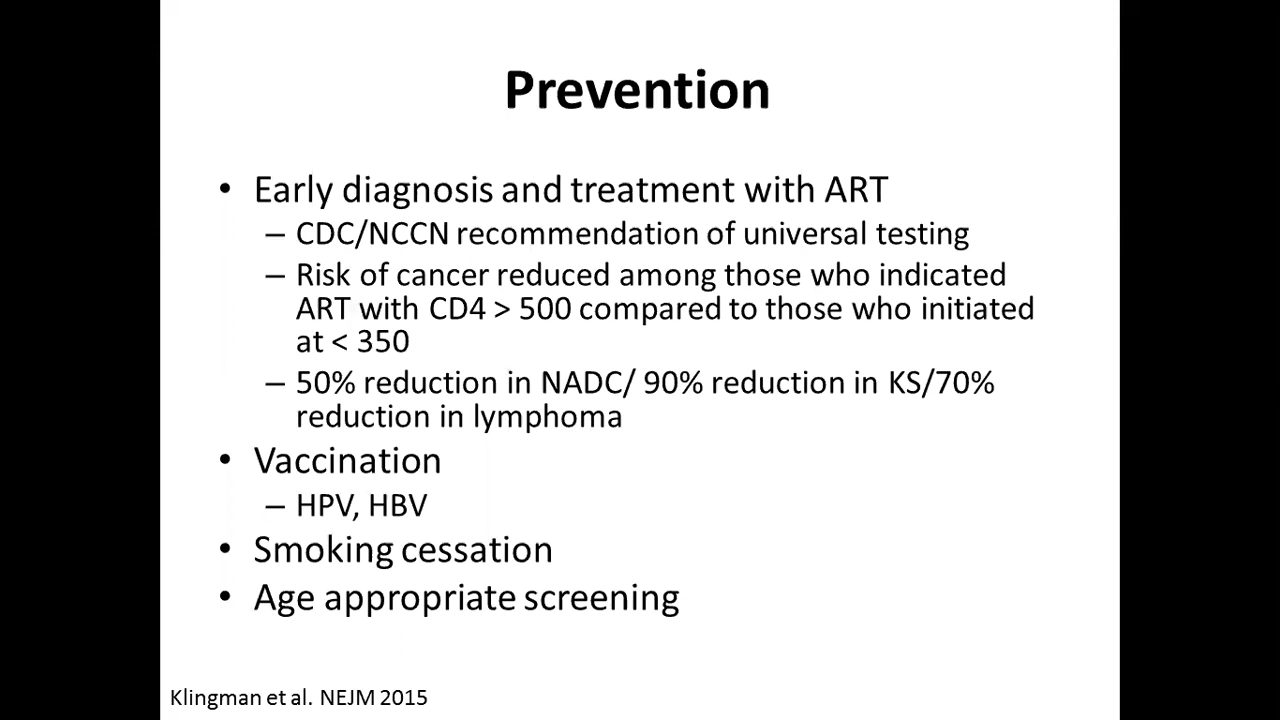 Prevention
• Early diagnosis and treatment with ART
– CDC/NCCN recommendation of universal testing
– Risk of cancer reduced among those who indicated
ART with CD4 > 500 compared to those who initiated
at < 350
– 50% reduction in NADC/ 90% reduction in KS/70%
reduction in lymphoma
• Vaccination
– HPV, HBV
• Smoking cessation
• Age appropriate screening
Klingman et al. NEJM 2015